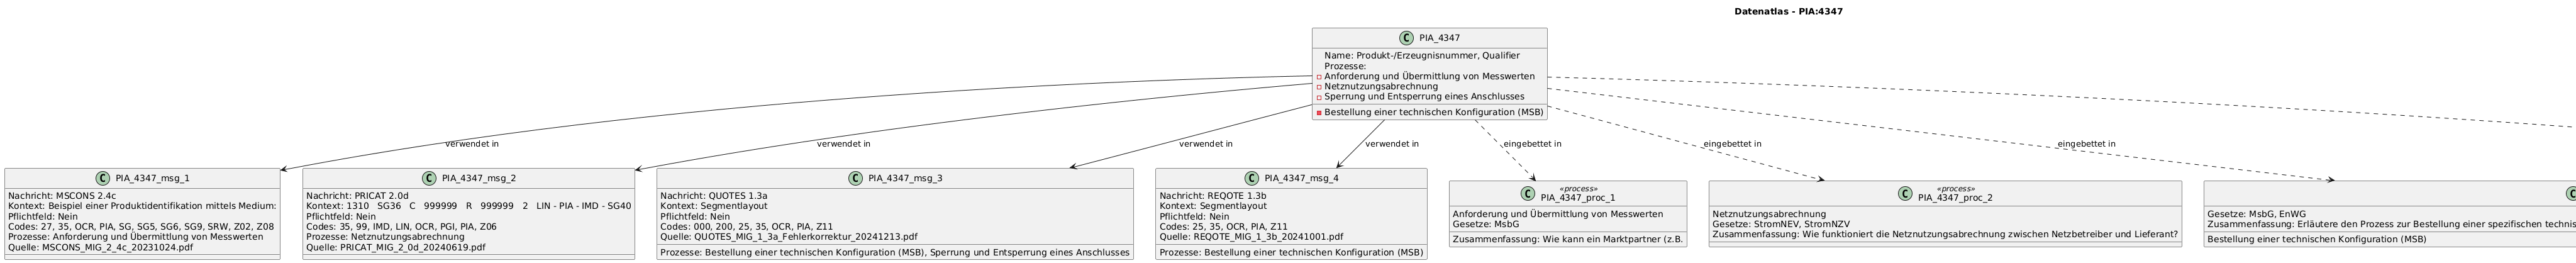 Datenatlas - PIA:4347
C PIA_4347
Name: Produkt-/Erzeugnisnummer, Qualifier
Prozesse:
Anforderung und Übermittlung von Messwerten
Netznutzungsabrechnung
Sperrung und Entsperrung eines Anschlusses
Bestellung einer technischen Konfiguration (MSB)
verwendet in
verwendet in
verwendet in
verwendet in
eingebettet in
eingebettet in
eingebettet in
C PIA_4347_msg_1
Nachricht: MSCONS 2.4c
Kontext: Beispiel einer Produktidentifikation mittels Medium:
Pflichtfeld: Nein
Codes: 27, 35, OCR, PIA, SG, SG5, SG6, SG9, SRW, Z02, Z08
Prozesse: Anforderung und Übermittlung von Messwerten
Quelle: MSCONS_MIG_2_4c_20231024.pdf
C PIA_4347_msg_2
Nachricht: PRICAT 2.0d
Kontext: 1310   SG36   C   999999   R   999999   2   LIN - PIA - IMD - SG40
Pflichtfeld: Nein
Codes: 35, 99, IMD, LIN, OCR, PGI, PIA, Z06
Prozesse: Netznutzungsabrechnung
Quelle: PRICAT_MIG_2_0d_20240619.pdf
C PIA_4347_msg_3
Nachricht: QUOTES 1.3a
Kontext: Segmentlayout
Pflichtfeld: Nein
Codes: 000, 200, 25, 35, OCR, PIA, Z11
Quelle: QUOTES_MIG_1_3a_Fehlerkorrektur_20241213.pdf
Prozesse: Bestellung einer technischen Konfiguration (MSB), Sperrung und Entsperrung eines Anschlusses
C PIA_4347_msg_4
Nachricht: REQOTE 1.3b
Kontext: Segmentlayout
Pflichtfeld: Nein
Codes: 25, 35, OCR, PIA, Z11
Quelle: REQOTE_MIG_1_3b_20241001.pdf
Prozesse: Bestellung einer technischen Konfiguration (MSB)
«process»
C PIA_4347_proc_1
Anforderung und Übermittlung von Messwerten
Gesetze: MsbG
Zusammenfassung: Wie kann ein Marktpartner (z.B.
«process»
C PIA_4347_proc_2
Netznutzungsabrechnung
Gesetze: StromNEV, StromNZV
Zusammenfassung: Wie funktioniert die Netznutzungsabrechnung zwischen Netzbetreiber und Lieferant?
Gesetze: MsbG, EnWG
Zusammenfassung: Erläutere den Prozess zur Bestellung einer spezifischen
Bestellung einer technischen Konfiguration (MSB)